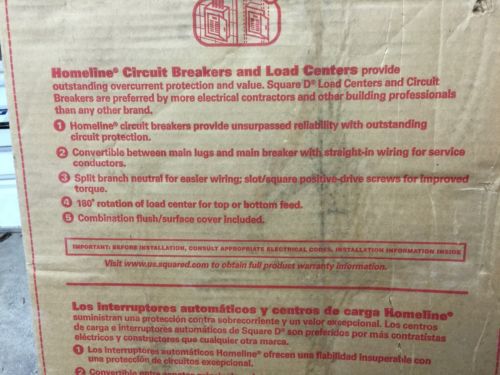 Homeline® Circuit Breakers and Load Centers provide
outstanding overcurrent protection and value. Square D® Load Centers and Circuit
Breakers are preferred by more electrical contractors and other building professionals
than any other brand.
1 Homeline® circuit breakers provide unsurpassed reliability with outstanding
circuit protection.
2 Convertible between main lugs and main breaker with straight-in wiring for service
conductors.
3 Split branch neutral for easier wiring; slot/square positive-drive screws for improved
torque.
4 180° rotation of load center for top or bottom feed.
5 Combination flush/surface cover included.
IMPORTANT: BEFORE INSTALLATION, CONSULT APPROPRIATE ELECTRICAL CODES. INSTALLATION INFORMATION INSIDE
Visit www.us.squared.com to obtain full product warranty information.
Los interruptores automáticos y centros de carga Homeline®
suministran una protección contra sobrecorriente y un valor excepcional. Los centros
de carga e interruptores automáticos de Square D® son preferidos por más contratistas
eléctricos y constructores que cualquier otra marca.
1 Los interruptores automáticos Homeline® ofrecen una fiabilidad insuperable con
una protección de circuitos excepcional.
2 Convertible entre